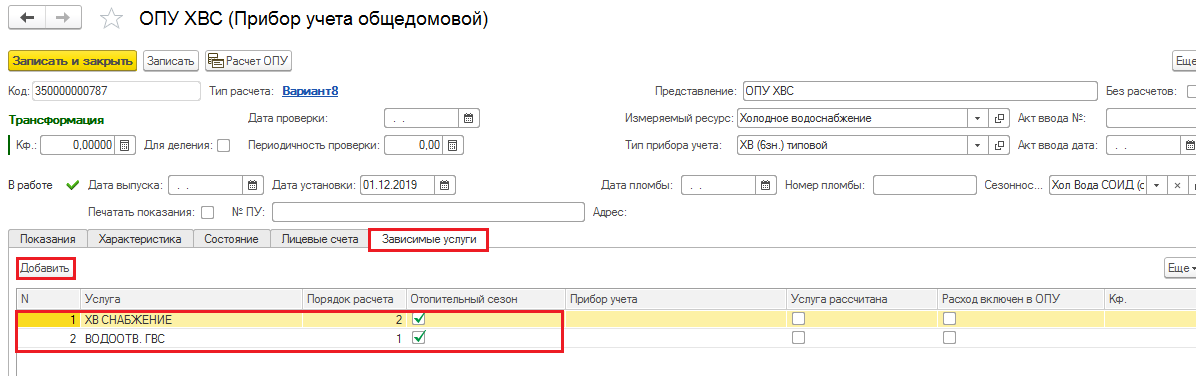 ОПУ ХВС (Прибор учета общедомовой)
Записать и закрыть Записать Расчет ОПУ Еще
Код: 350000000787 Тип расчета: Вариант8 Представление: ОПУ ХВС Без расчетов:
Трансформация Дата проверки: . . Измеряемый ресурс: Холодное водоснабжение Акт ввода №:
Кф.: 0,00000 Для деления: Периодичность проверки: 0,00 Тип прибора учета: ХВ (6зн.) типовой Акт ввода дата: . .
В работе Дата выпуска: . . Дата установки: 01.12.2019 Дата пломбы: . . Номер пломбы: Сезоннос... Хол Вода СОИД (с
Печатать показания: № ПУ: Адрес:
Показания Характеристика Состояние Лицевые счета Зависимые услуги
Добавить Еще
N Услуга Порядок расчета Отопительный сезон Прибор учета Услуга рассчитана Расход включен в ОПУ Кф.
1 ХВ СНАБЖЕНИЕ 2
2 ВОДООТВ. ГВС 1